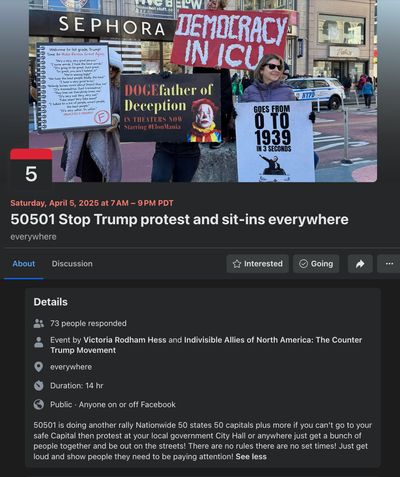 SEPHORA
DEMOCRACY
IN ICU
Welcome to 1st grade, Trump!
F
DOGEfather of
Deception
IN THEATERS NOW
Starring #ElonMania
GOES FROM
0 TO
1939
IN 3 SECONDS
5
Saturday, April 5, 2025 at 7 AM – 9 PM PDT
50501 Stop Trump protest and sit-ins everywhere
everywhere
About
Discussion
Interested
Going
Details
73 people responded
Event by Victoria Rodham Hess and Indivisible Allies of North America: The Counter
Trump Movement
everywhere
Duration: 14 hr
Public · Anyone on or off Facebook
50501 is doing another rally Nationwide 50 states 50 capitals plus more if you can't go to your
safe Capital then protest at your local government City Hall or anywhere just get a bunch of
people together and be out on the streets! There are no rules there are no set times! Just get
loud and show people they need to be paying attention! See less